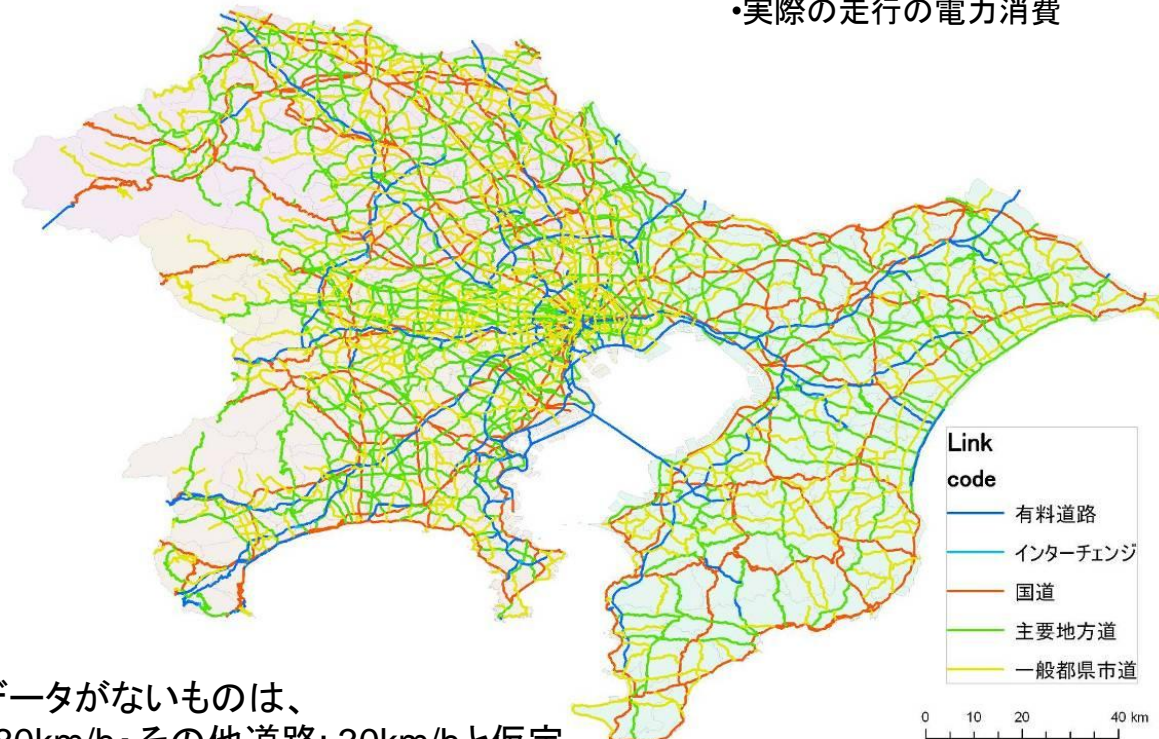 •実際の走行の電力消費
Link
code
有料道路
インターチェンジ
国道
主要地方道
一般都県市道
データがないものは、
80km/h・その他道路: 30km/hと仮定
0 10 20 40 km